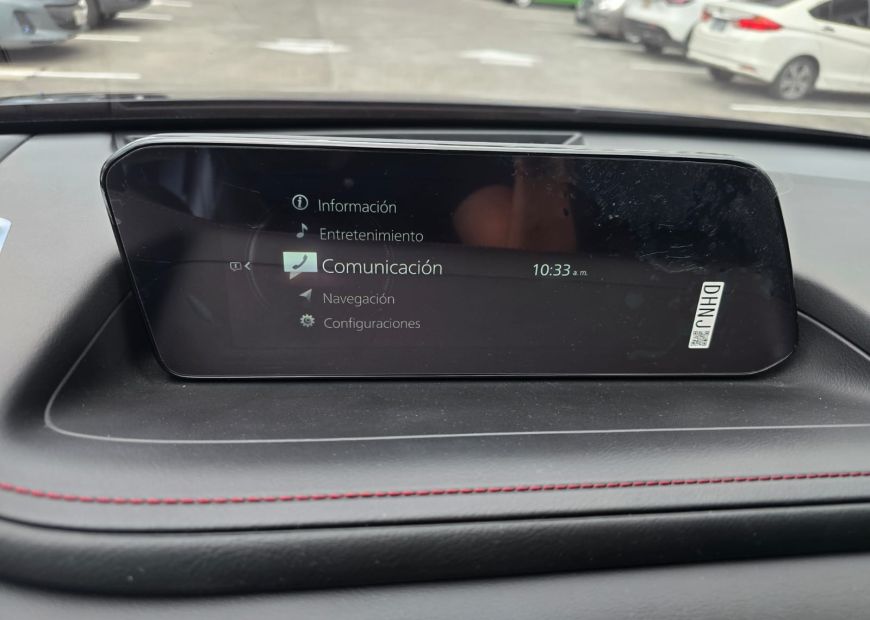 Información
Entretenimiento
Comunicación
10:33 a.m.
Navegación
Configuraciones
DHNJ